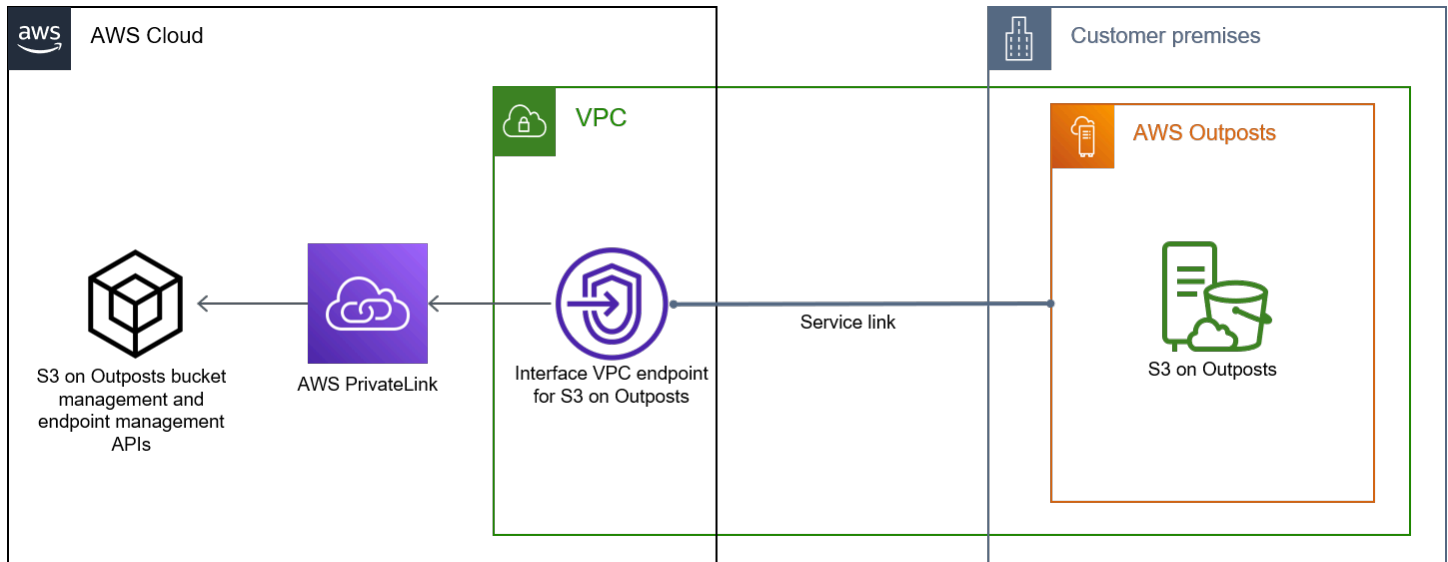 aws
AWS Cloud
Customer premises
VPC
AWS Outposts
Service link
S3 on Outposts bucket
management and
endpoint management
APIs
AWS PrivateLink
Interface VPC endpoint
for S3 on Outposts
S3 on Outposts